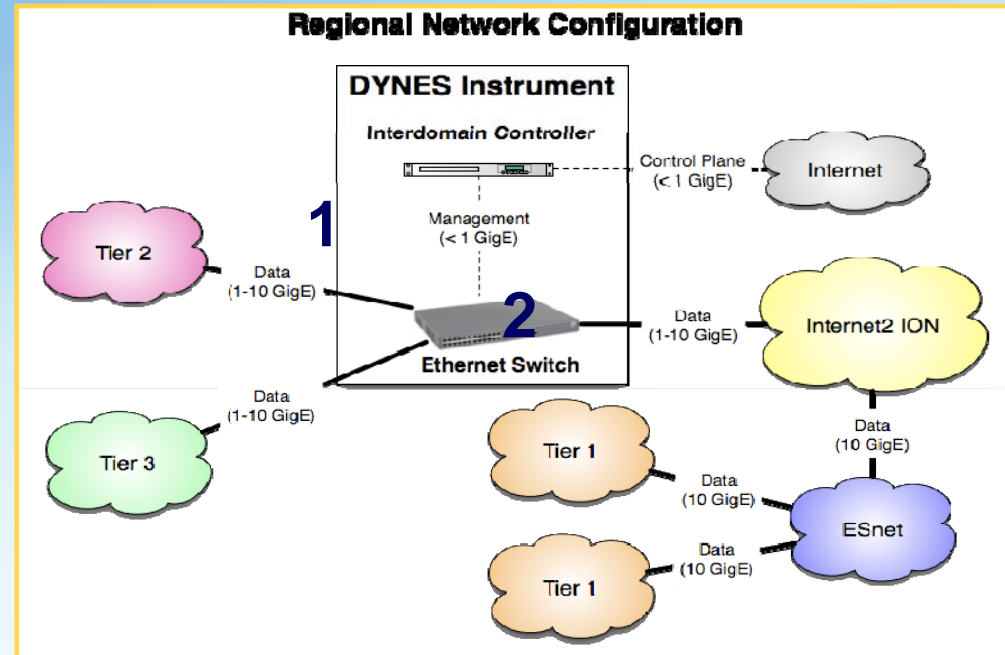 Regional Network Configuration
DYNES Instrument
Interdomain Controller
Control Plane
(< 1 GigE)
Internet
1
Management
(< 1 GigE)
Tier 2
Data
(1-10 GigE)
2
Data
(1-10 GigE)
Internet2 ION
Ethernet Switch
Data
(1-10 GigE)
Tier 3
Data
(10 GigE)
Tier 1
Data
(10 GigE)
ESnet
Data
(10 GigE)
Tier 1